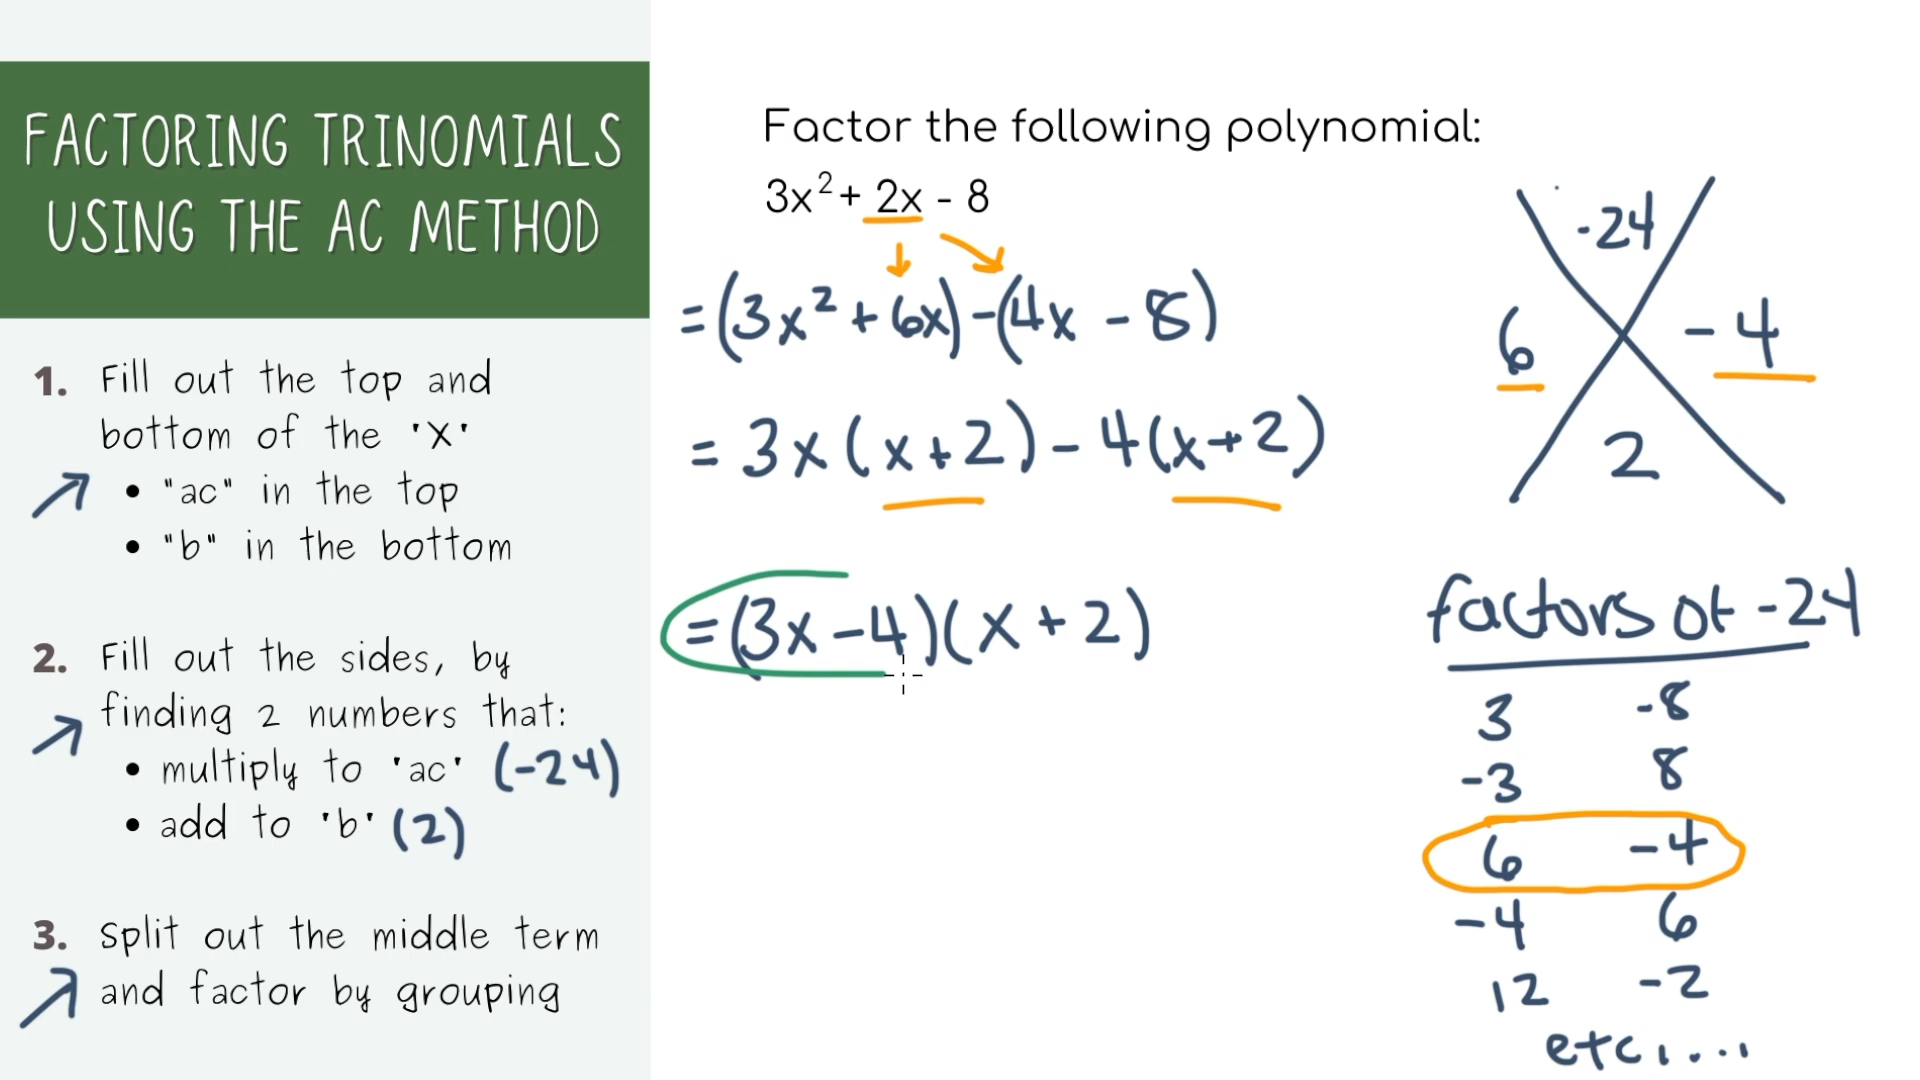 FACTORING TRINOMIALS
USING THE AC METHOD
1. Fill out the top and
bottom of the 'X'
• "ac" in the top
• "b" in the bottom
2. Fill out the sides, by
finding 2 numbers that:
• multiply to 'ac' (-24)
• add to 'b' (2)
3. Split out the middle term
and factor by grouping
Factor the following polynomial:
3x² + 2x - 8
= (3x² + 6x) - (4x - 8)
= 3x(x+2) - 4(x+2)
= (3x - 4)(x + 2)
-24
6 -4
2
factors of -24
3 -8
-3 8
6 -4
-4 6
12 -2
etc....